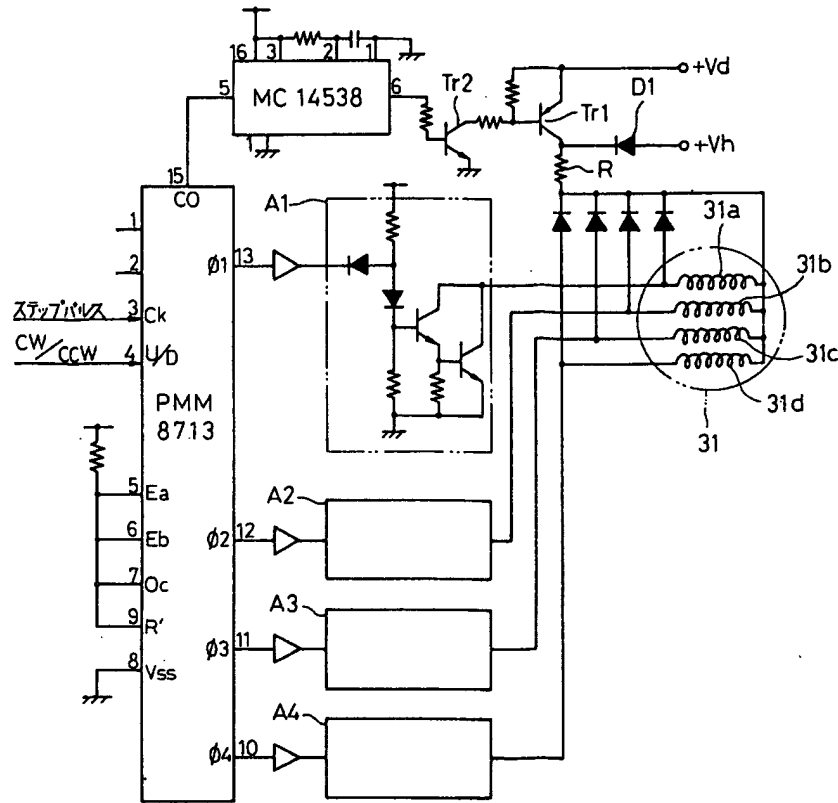 16
3
2
1
5
MC 14538
6
1
Tr2
Tr1
+Vd
D1
+Vh
R
15
CO
1
2
ステップパルス
3
Ck
CW/CCW
4
U/D
PMM
8713
5
Ea
6
Eb
7
Oc
9
R'
8
Vss
Ø1
13
Ø2
12
Ø3
11
Ø4
10
A1
A2
A3
A4
31a
31b
31c
31d
31